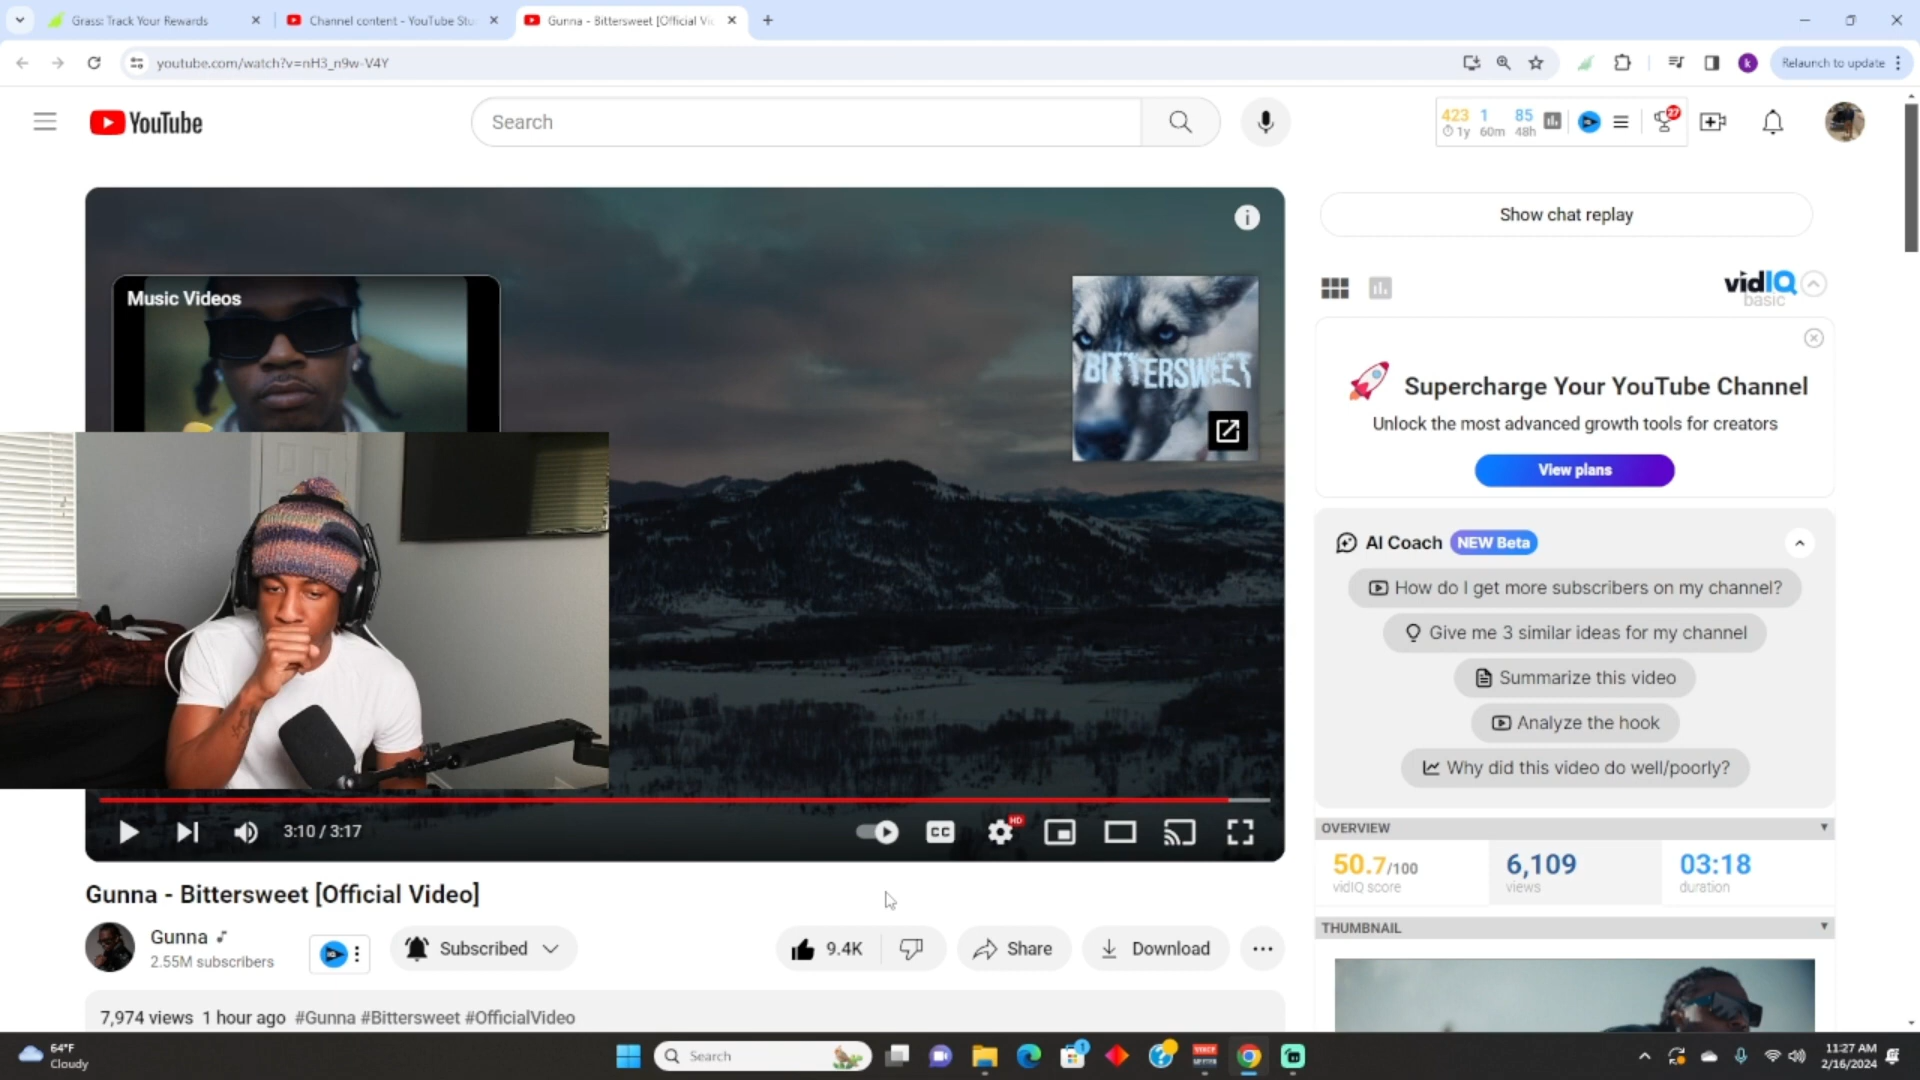 Grass: Track Your Rewards
Channel content - YouTube Stu
Gunna - Bittersweet [Official Vi
youtube.com/watch?v=nH3_n9w-V4Y
Relaunch to update
k
YouTube
Search
423 1 85
1y 60m 48h
27
Show chat replay
Music Videos
BITTERSWEET
vidIQ
basic
Supercharge Your YouTube Channel
Unlock the most advanced growth tools for creators
View plans
AI Coach NEW Beta
How do I get more subscribers on my channel?
Give me 3 similar ideas for my channel
Summarize this video
Analyze the hook
Why did this video do well/poorly?
3:10 / 3:17
CC
HD
OVERVIEW
50.7/100
vidIQ score
6,109
views
03:18
duration
Gunna - Bittersweet [Official Video]
Gunna
2.55M subscribers
Subscribed
9.4K
Share
Download
THUMBNAIL
7,974 views 1 hour ago #Gunna #Bittersweet #OfficialVideo
64°F
Cloudy
Search
1
11:27 AM
2/16/2024